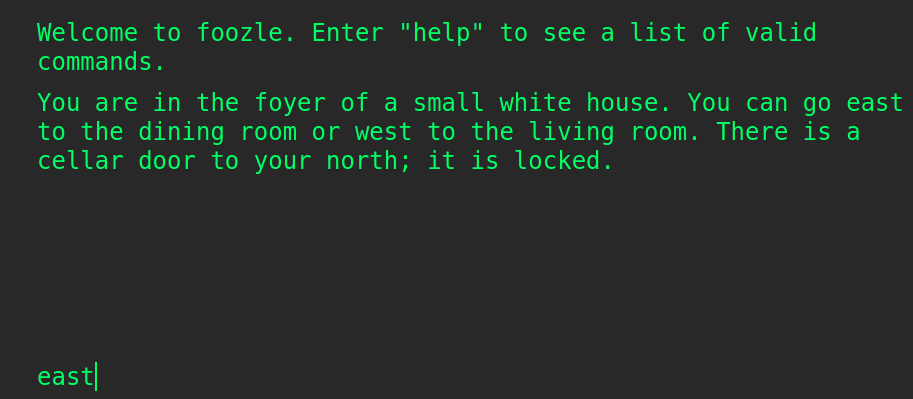 Welcome to foozle. Enter "help" to see a list of valid
commands.
You are in the foyer of a small white house. You can go east
to the dining room or west to the living room. There is a
cellar door to your north; it is locked.
east